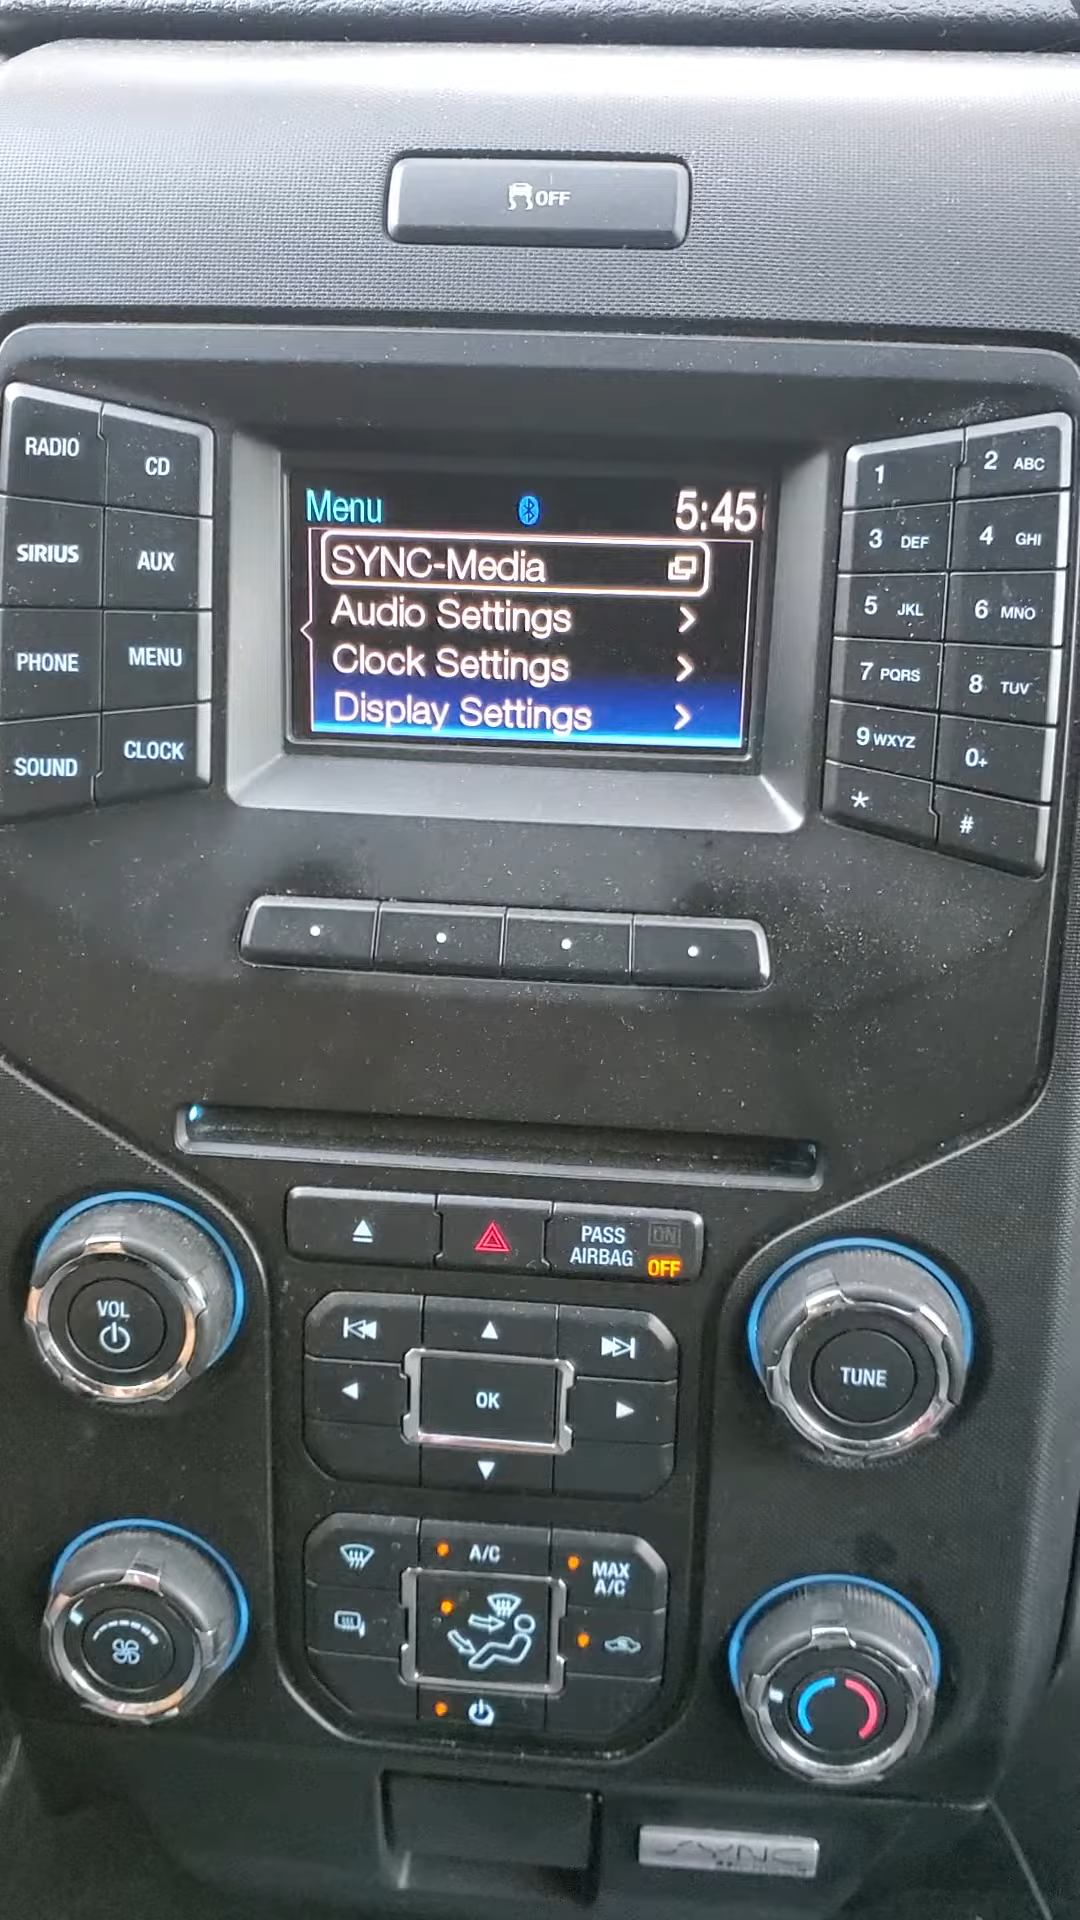 OFF
RADIO
CD
SIRIUS
AUX
PHONE
MENU
SOUND
CLOCK
Menu 5:45
SYNC-Media
Audio Settings
Clock Settings
Display Settings
1
2 ABC
3 DEF
4 GHI
5 JKL
6 MNO
7 PQRS
8 TUV
9 WXYZ
0+
*
#
PASS
AIRBAG
ON
OFF
VOL
OK
TUNE
A/C
MAX
A/C
SYNC